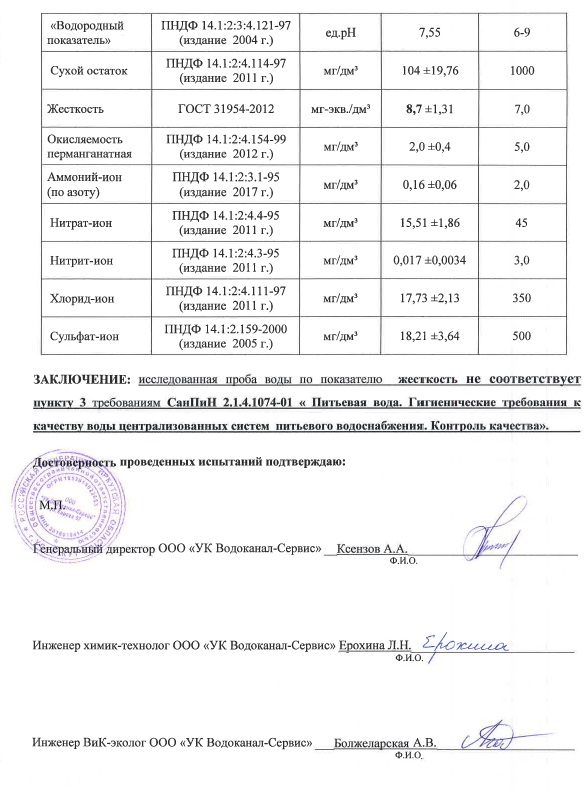 «Водородный показатель» ПНДФ 14.1:2:3:4.121-97 (издание 2004 г.) ед.рН 7,55 6-9
Сухой остаток ПНДФ 14.1:2:4.114-97 (издание 2011 г.) мг/дм³ 104 ±19,76 1000
Жесткость ГОСТ 31954-2012 мг-экв./дм³ 8,7 ±1,31 7,0
Окисляемость перманганатная ПНДФ 14.1:2:4.154-99 (издание 2012 г.) мг/дм³ 2,0 ±0,4 5,0
Аммоний-ион (по азоту) ПНДФ 14.1:2:3.1-95 (издание 2017 г.) мг/дм³ 0,16 ±0,06 2,0
Нитрат-ион ПНДФ 14.1:2:4.4-95 (издание 2011 г.) мг/дм³ 15,51 ±1,86 45
Нитрит-ион ПНДФ 14.1:2:4.3-95 (издание 2011 г.) мг/дм³ 0,017 ±0,0034 3,0
Хлорид-ион ПНДФ 14.1:2:4.111-97 (издание 2011 г.) мг/дм³ 17,73 ±2,13 350
Сульфат-ион ПНДФ 14.1:2.159-2000 (издание 2005 г.) мг/дм³ 18,21 ±3,64 500
ЗАКЛЮЧЕНИЕ: исследованная проба воды по показателю жесткость не соответствует
пункту 3 требованиям СанПиН 2.1.4.1074-01 « Питьевая вода. Гигиенические требования к
качеству воды централизованных систем питьевого водоснабжения. Контроль качества».
Достоверность проведенных испытаний подтверждаю:
М.П.
Генеральный директор ООО «УК Водоканал-Сервис» Ксензов А.А.
Ф.И.О.
Инженер химик-технолог ООО «УК Водоканал-Сервис» Ерохина Л.Н. Ерохина
Ф.И.О.
Инженер ВиК-эколог ООО «УК Водоканал-Сервис» Болжеларская А.В.
Ф.И.О.